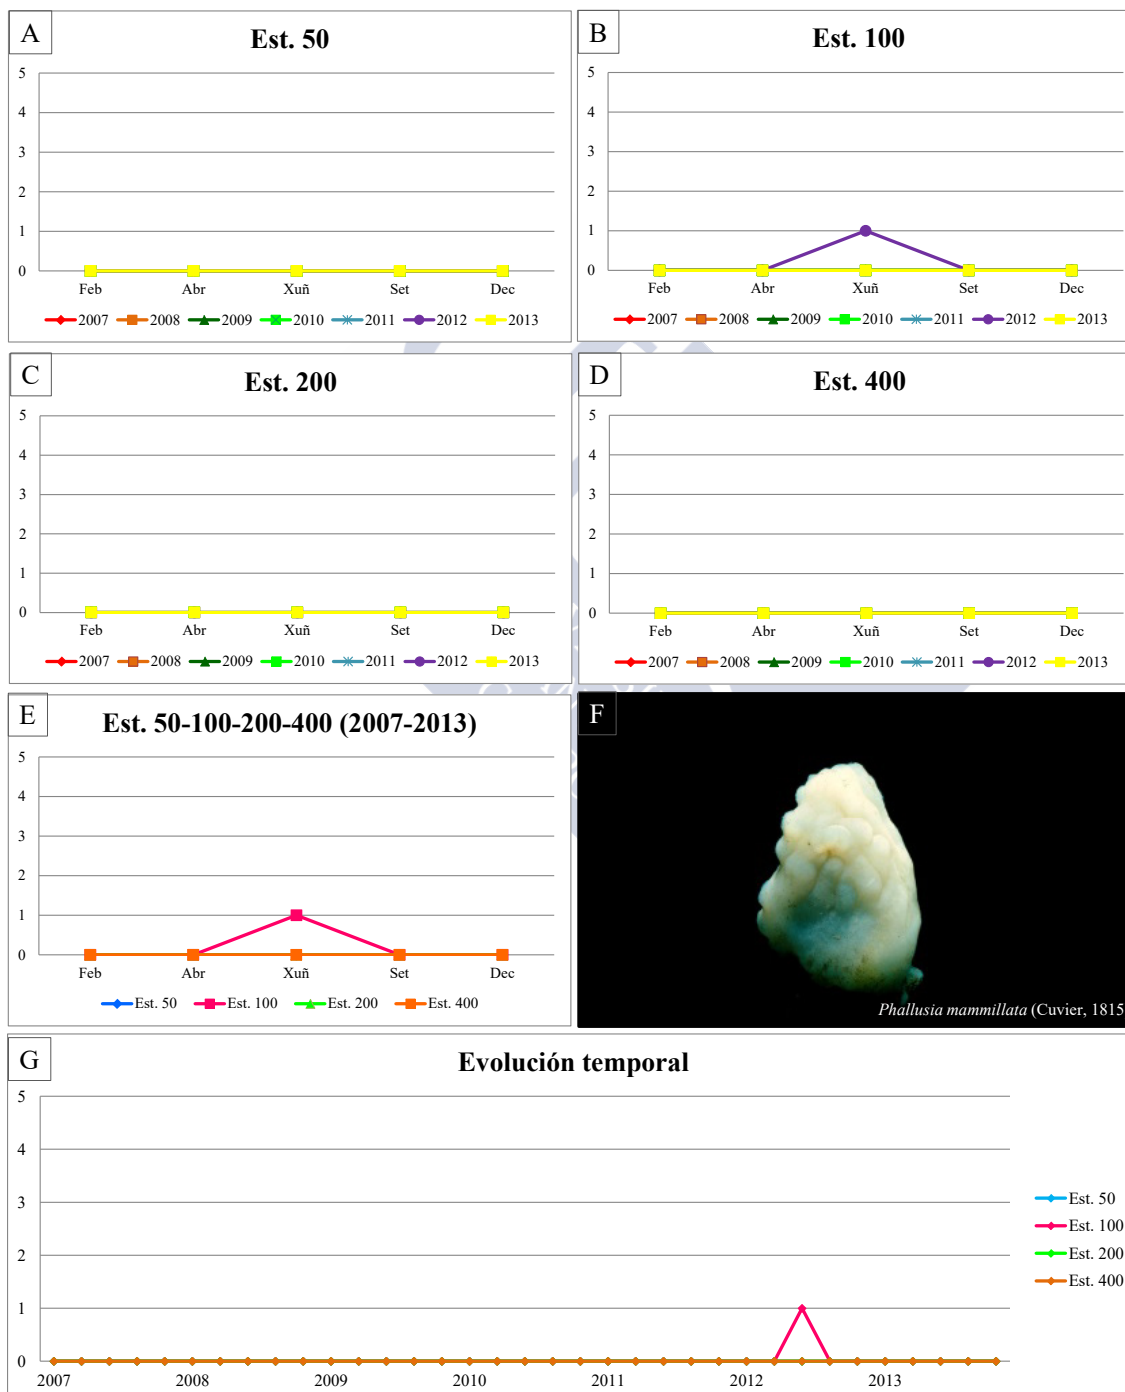 A
Est. 50
5
4
3
2
1
0
Feb Abr Xuñ Set Dec
2007 2008 2009 2010 2011 2012 2013
B
Est. 100
5
4
3
2
1
0
Feb Abr Xuñ Set Dec
2007 2008 2009 2010 2011 2012 2013
C
Est. 200
5
4
3
2
1
0
Feb Abr Xuñ Set Dec
2007 2008 2009 2010 2011 2012 2013
D
Est. 400
5
4
3
2
1
0
Feb Abr Xuñ Set Dec
2007 2008 2009 2010 2011 2012 2013
E
Est. 50-100-200-400 (2007-2013)
5
4
3
2
1
0
Feb Abr Xuñ Set Dec
Est. 50 Est. 100 Est. 200 Est. 400
F
Phallusia mammillata (Cuvier, 1815
G
Evolución temporal
5
4
3
2
1
0
2007 2008 2009 2010 2011 2012 2013
Est. 50
Est. 100
Est. 200
Est. 400